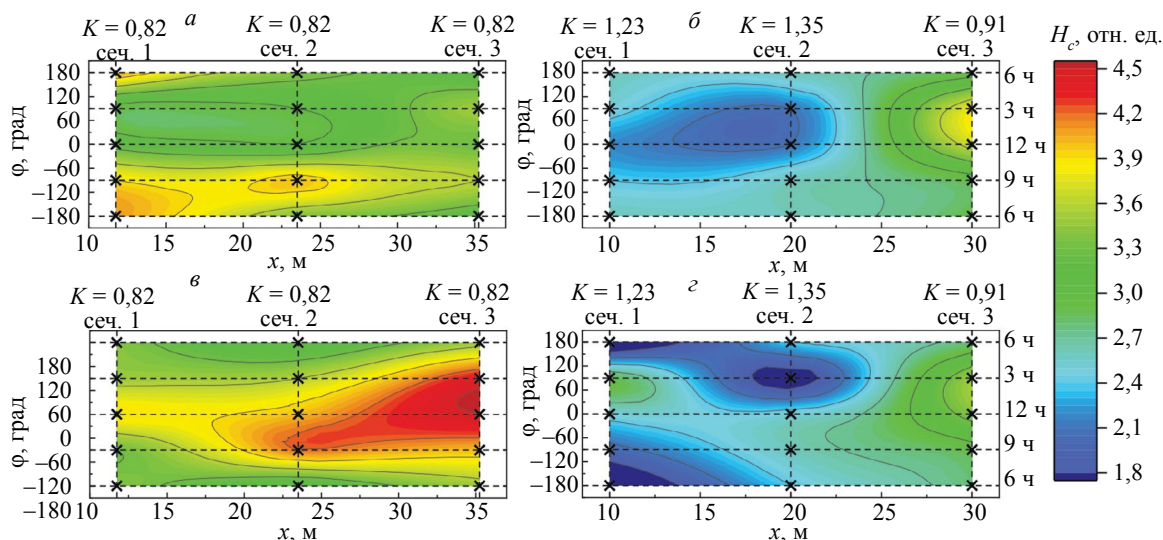 а
K = 0,82 K = 0,82 K = 0,82
сеч. 1 сеч. 2 сеч. 3
180
120
60
0
–60
–120
–180
φ, град
10 15 20 25 30 35
x, м
б
K = 1,23 K = 1,35 K = 0,91
сеч. 1 сеч. 2 сеч. 3
180
120
60
0
–60
–120
–180
φ, град
6 ч
3 ч
12 ч
9 ч
6 ч
10 15 20 25 30
x, м
в
K = 0,82 K = 0,82 K = 0,82
сеч. 1 сеч. 2 сеч. 3
180
120
60
0
–60
–120
–180
φ, град
10 15 20 25 30 35
x, м
г
K = 1,23 K = 1,35 K = 0,91
сеч. 1 сеч. 2 сеч. 3
180
120
60
0
–60
–120
–180
φ, град
6 ч
3 ч
12 ч
9 ч
6 ч
10 15 20 25 30
x, м
H_c, отн. ед.
4,5
4,2
3,9
3,6
3,3
3,0
2,7
2,4
2,1
1,8